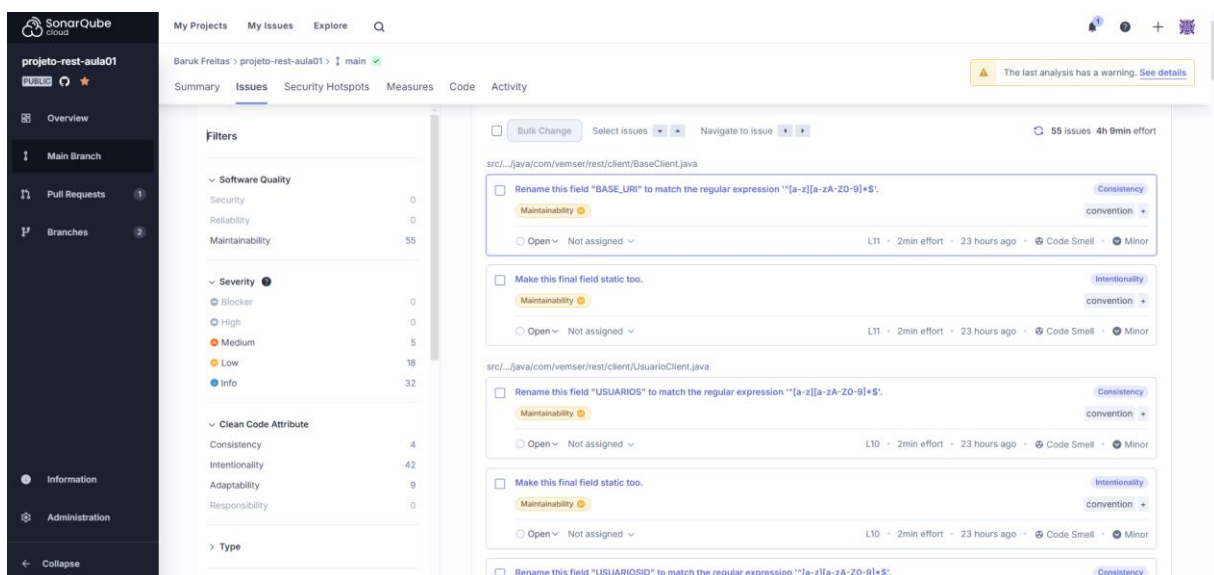 SonarQube
cloud
My Projects My Issues Explore
1
projeto-rest-aula01
PUBLIC
Overview
Main Branch
Pull Requests 1
Branches 2
Information
Administration
Collapse
Baruk Freitas > projeto-rest-aula01 > main
The last analysis has a warning. See details
Summary Issues Security Hotspots Measures Code Activity
Filters
Software Quality
Security 0
Reliability 0
Maintainability 55
Severity
Blocker 0
High 0
Medium 5
Low 18
Info 32
Clean Code Attribute
Consistency 4
Intentionality 42
Adaptability 9
Responsibility 0
Type
Bulk Change Select issues Navigate to issue 55 issues 4h 9min effort
src/.../java/com/vemser/rest/client/BaseClient.java
Rename this field "BASE_URI" to match the regular expression '^[a-z][a-zA-Z0-9]*$'. Consistency
Maintainability convention +
Open Not assigned L11 • 2min effort • 23 hours ago • Code Smell • Minor
Make this final field static too. Intentionality
Maintainability convention +
Open Not assigned L11 • 2min effort • 23 hours ago • Code Smell • Minor
src/.../java/com/vemser/rest/client/UsuarioClient.java
Rename this field "USUARIOS" to match the regular expression '^[a-z][a-zA-Z0-9]*$'. Consistency
Maintainability convention +
Open Not assigned L10 • 2min effort • 23 hours ago • Code Smell • Minor
Make this final field static too. Intentionality
Maintainability convention +
Open Not assigned L10 • 2min effort • 23 hours ago • Code Smell • Minor
Rename this field "USUARIOSID" to match the regular expression '^[a-z][a-zA-Z0-9]*$'. Consistency